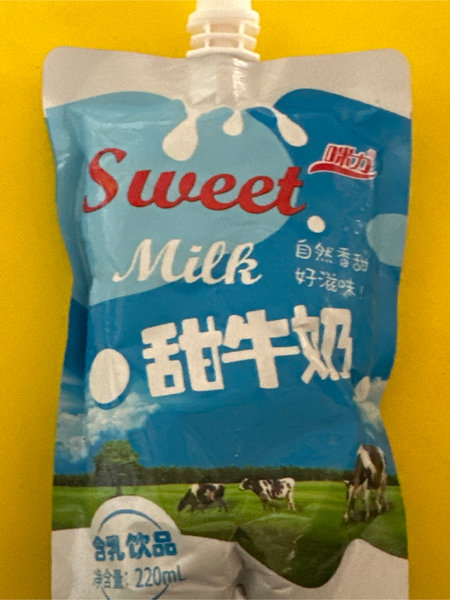 咪力
Sweet
Milk
自然香甜
好滋味！
甜牛奶
含乳饮品
净含量：220mL